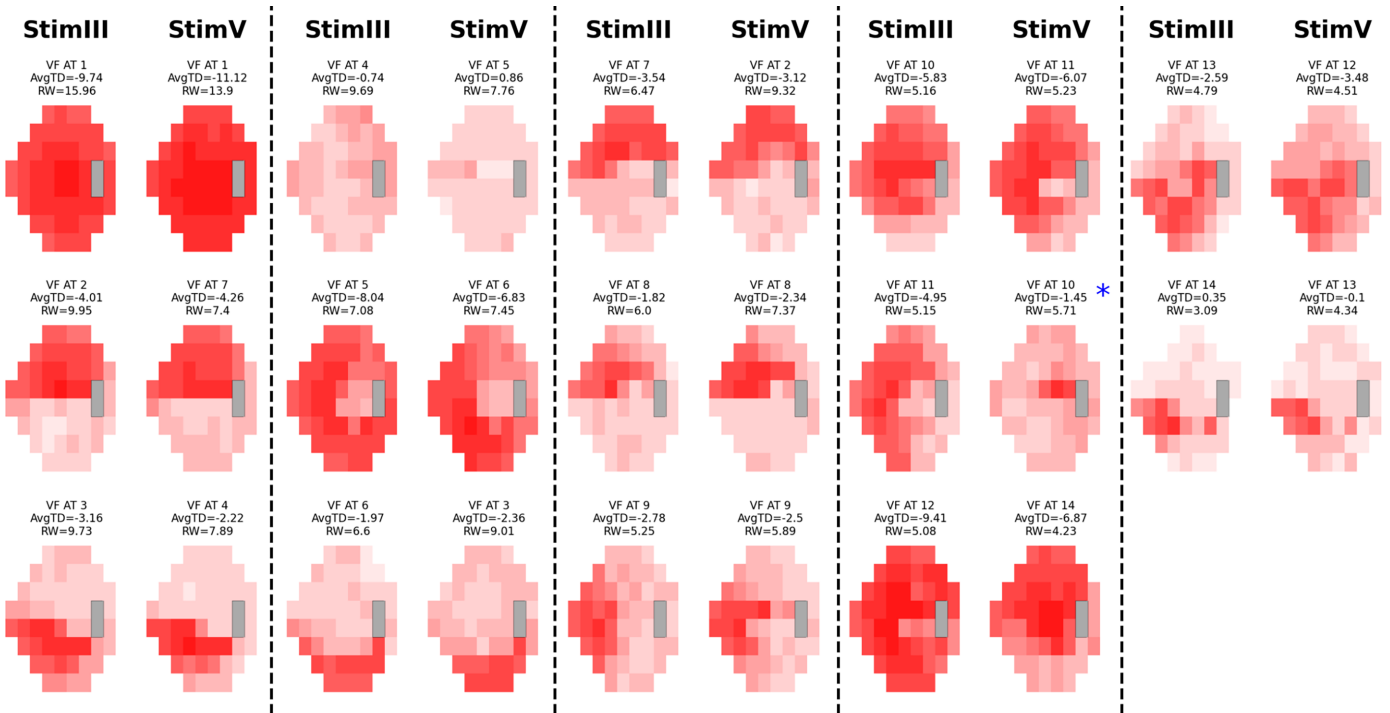 StimIII StimV StimIII StimV StimIII StimV StimIII StimV StimIII StimV
VF AT 1 VF AT 1 VF AT 4 VF AT 5 VF AT 7 VF AT 2 VF AT 10 VF AT 11 VF AT 13 VF AT 12
AvgTD=-9.74 AvgTD=-11.12 AvgTD=-0.74 AvgTD=0.86 AvgTD=-3.54 AvgTD=-3.12 AvgTD=-5.83 AvgTD=-6.07 AvgTD=-2.59 AvgTD=-3.48
RW=15.96 RW=13.9 RW=9.69 RW=7.76 RW=6.47 RW=9.32 RW=5.16 RW=5.23 RW=4.79 RW=4.51
VF AT 2 VF AT 7 VF AT 5 VF AT 6 VF AT 8 VF AT 8 VF AT 11 VF AT 10 * VF AT 14 VF AT 13
AvgTD=-4.01 AvgTD=-4.26 AvgTD=-8.04 AvgTD=-6.83 AvgTD=-1.82 AvgTD=-2.34 AvgTD=-4.95 AvgTD=-1.45 AvgTD=0.35 AvgTD=-0.1
RW=9.95 RW=7.4 RW=7.08 RW=7.45 RW=6.0 RW=7.37 RW=5.15 RW=5.71 RW=3.09 RW=4.34
VF AT 3 VF AT 4 VF AT 6 VF AT 3 VF AT 9 VF AT 9 VF AT 12 VF AT 14
AvgTD=-3.16 AvgTD=-2.22 AvgTD=-1.97 AvgTD=-2.36 AvgTD=-2.78 AvgTD=-2.5 AvgTD=-9.41 AvgTD=-6.87
RW=9.73 RW=7.89 RW=6.6 RW=9.01 RW=5.25 RW=5.89 RW=5.08 RW=4.23